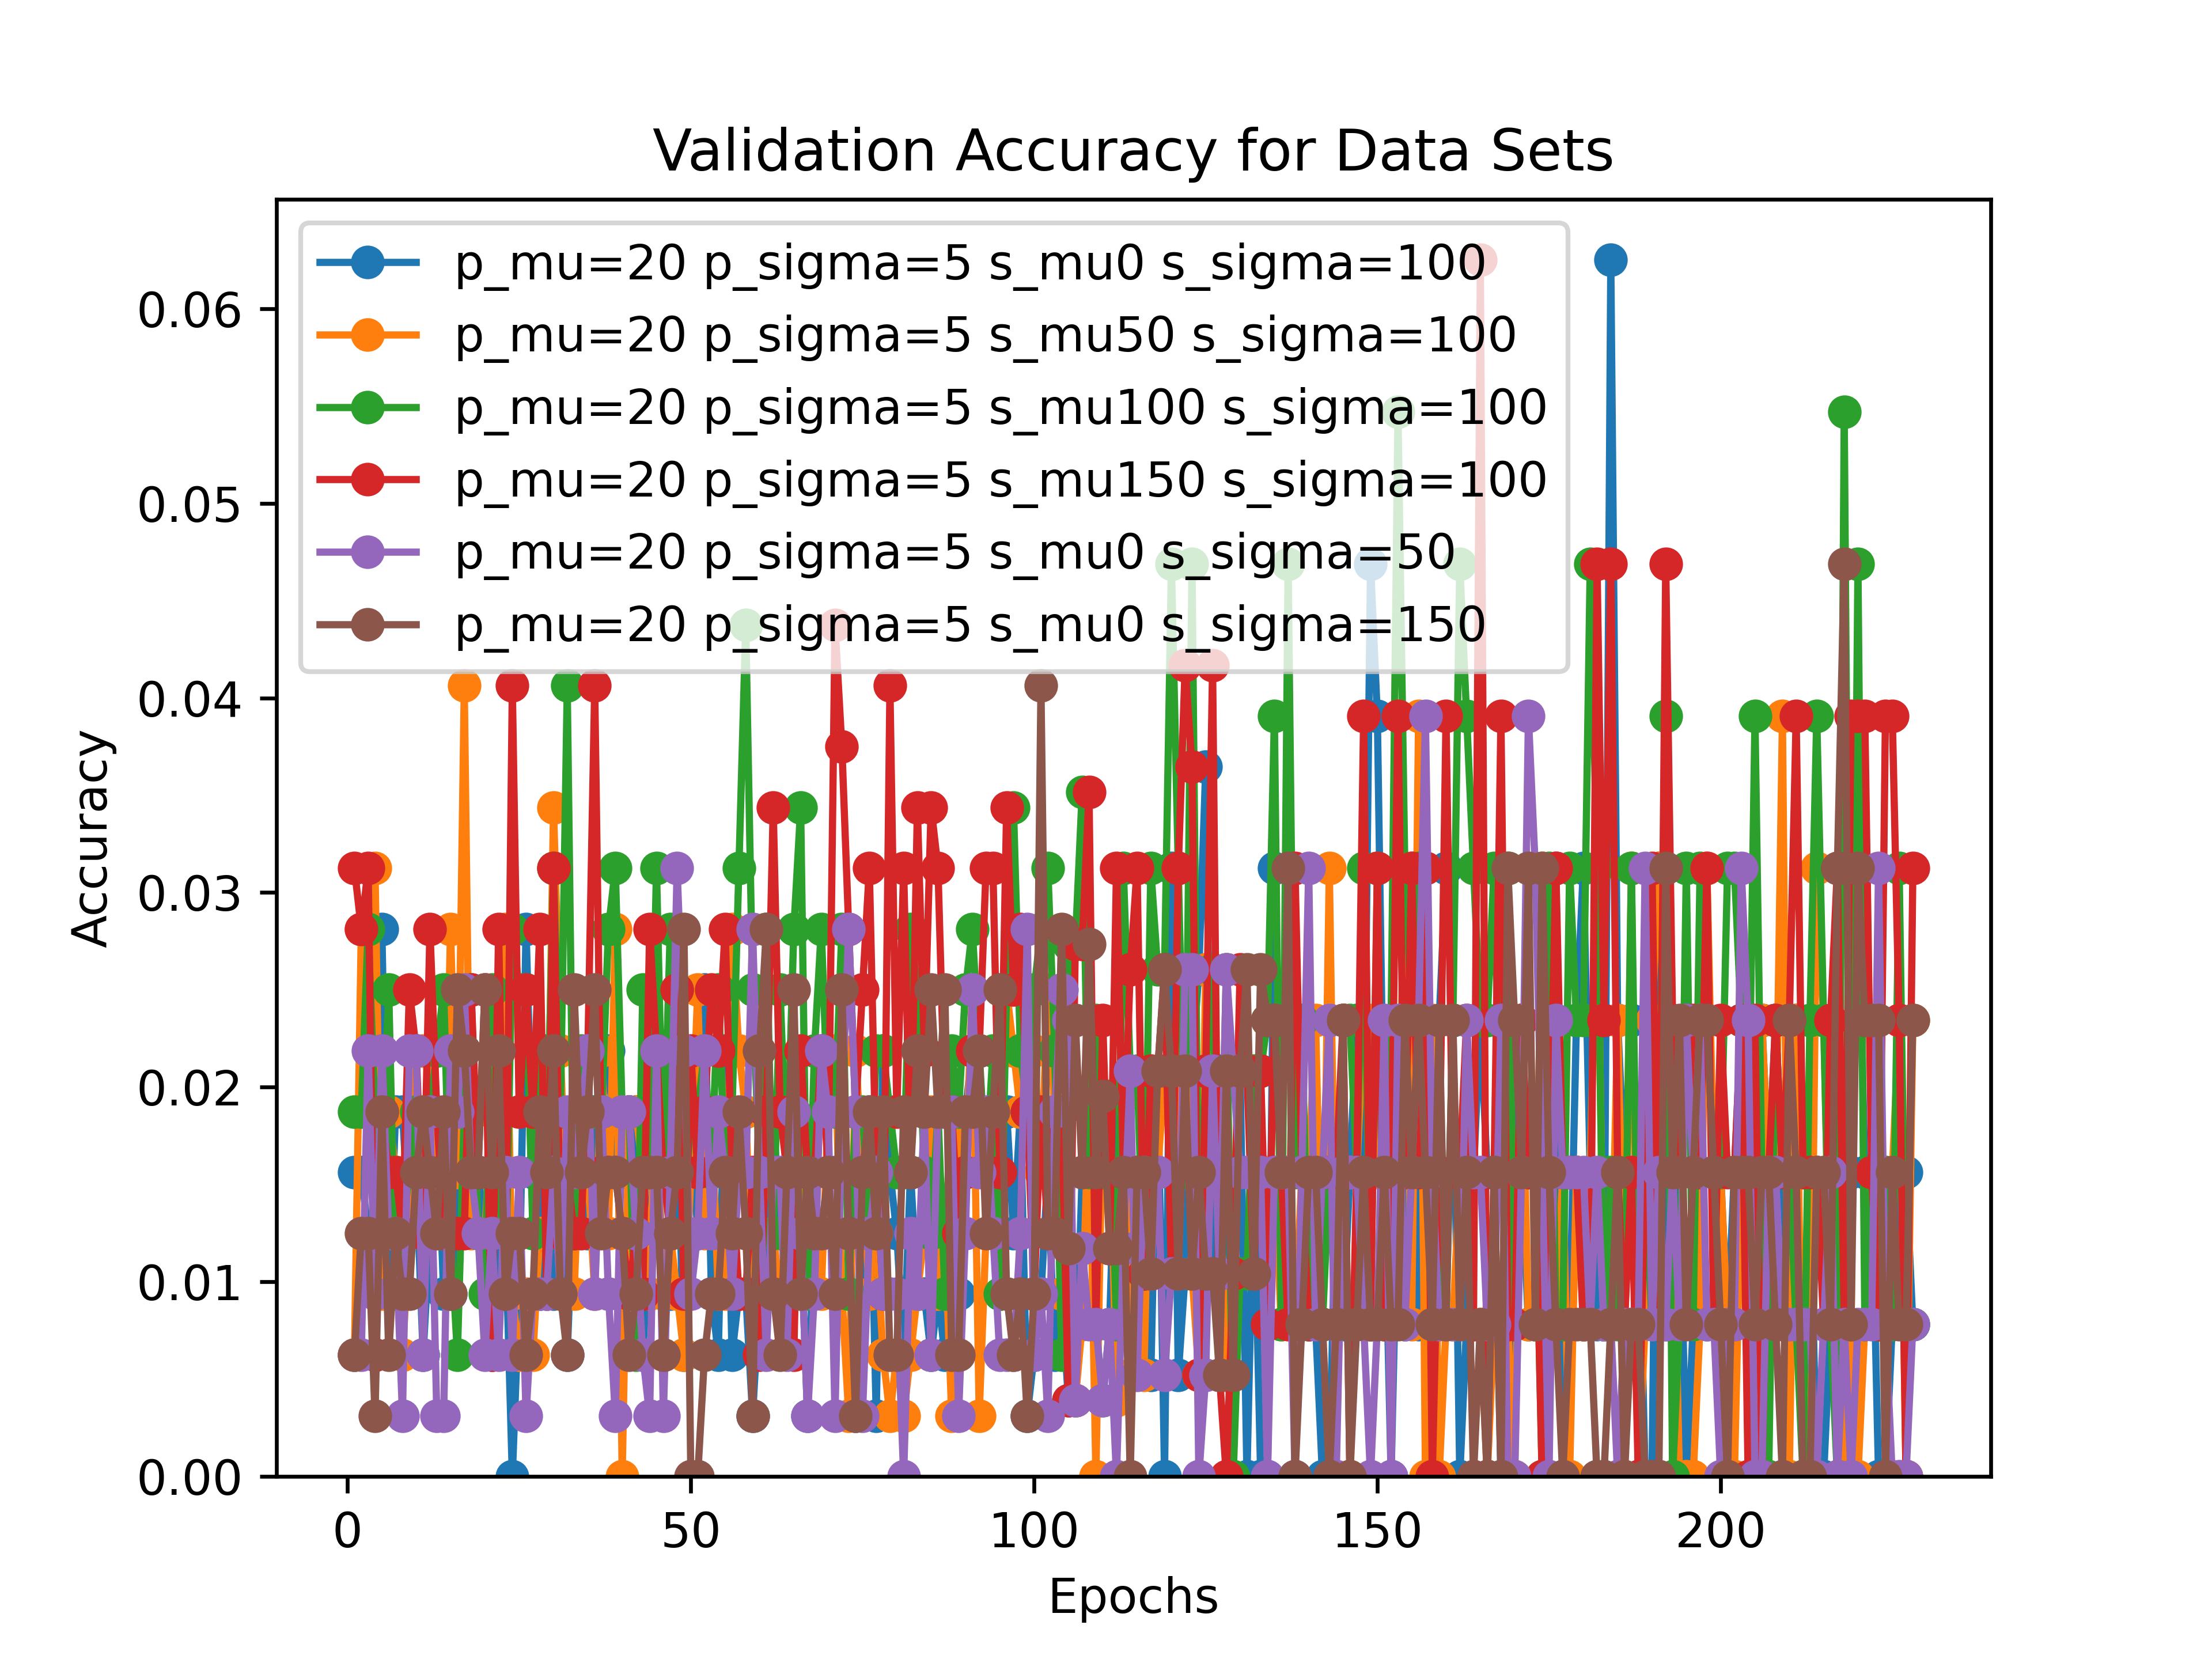 Validation Accuracy for Data Sets
p_mu=20 p_sigma=5 s_mu0 s_sigma=100
p_mu=20 p_sigma=5 s_mu50 s_sigma=100
p_mu=20 p_sigma=5 s_mu100 s_sigma=100
p_mu=20 p_sigma=5 s_mu150 s_sigma=100
p_mu=20 p_sigma=5 s_mu0 s_sigma=50
p_mu=20 p_sigma=5 s_mu0 s_sigma=150
0.06
0.05
0.04
0.03
0.02
0.01
0.00
Accuracy
0 50 100 150 200
Epochs